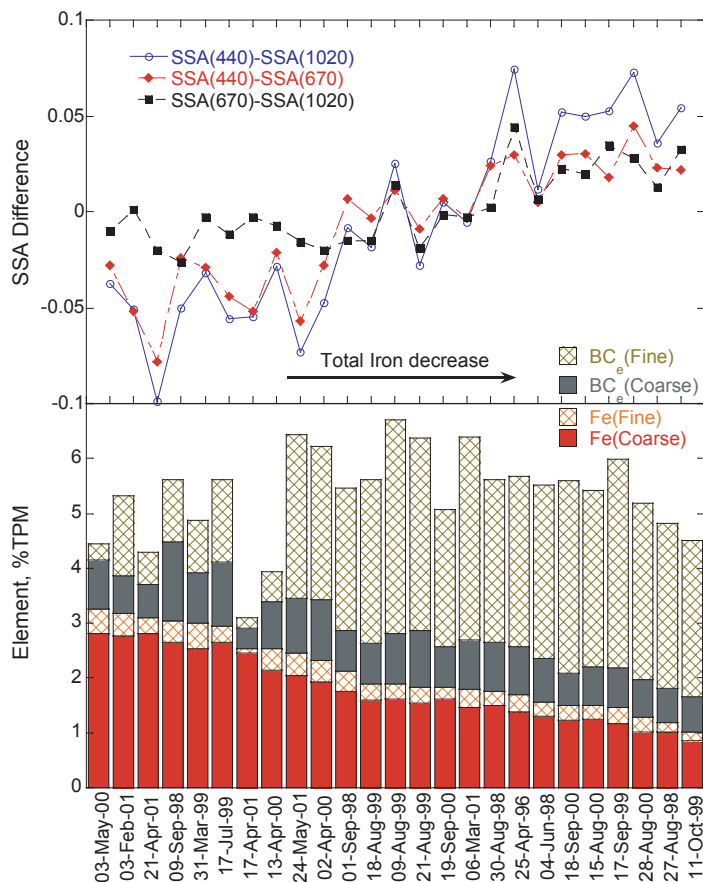 0.1
SSA(440)-SSA(1020)
SSA(440)-SSA(670)
SSA(670)-SSA(1020)
0.05
0
-0.05
-0.1
SSA Difference
Total Iron decrease
BCe(Fine)
BCe(Coarse)
Fe(Fine)
Fe(Coarse)
6
5
4
3
2
1
0
Element, %TPM
03-May-00
03-Feb-01
21-Apr-01
09-Sep-98
31-Mar-99
17-Jul-99
17-Apr-01
13-Apr-00
24-May-01
02-Apr-00
01-Sep-98
18-Aug-99
09-Aug-99
21-Aug-99
19-Sep-00
06-Mar-01
30-Aug-98
25-Apr-96
04-Jun-98
18-Sep-00
15-Aug-00
17-Sep-99
28-Aug-00
27-Aug-98
11-Oct-99